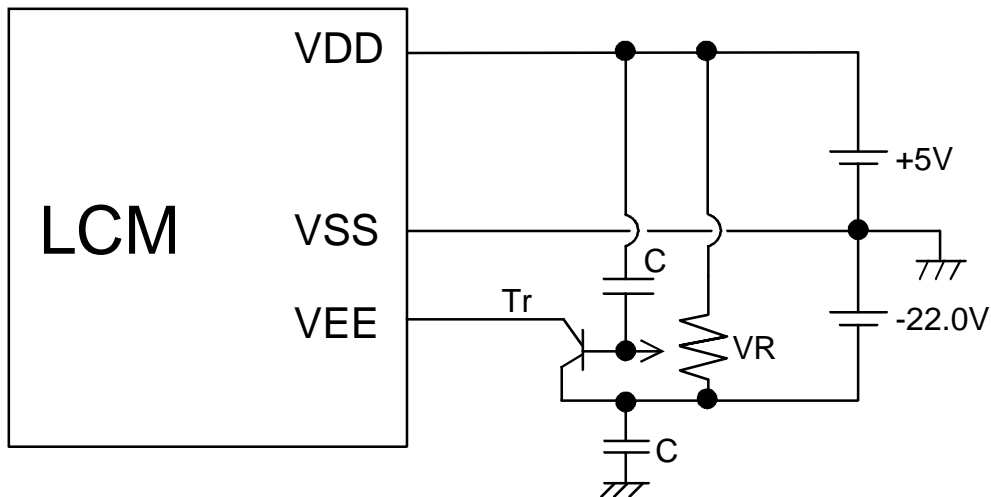 VDD
+5V
LCM
VSS
C
Tr
VEE
-22.0V
VR
C